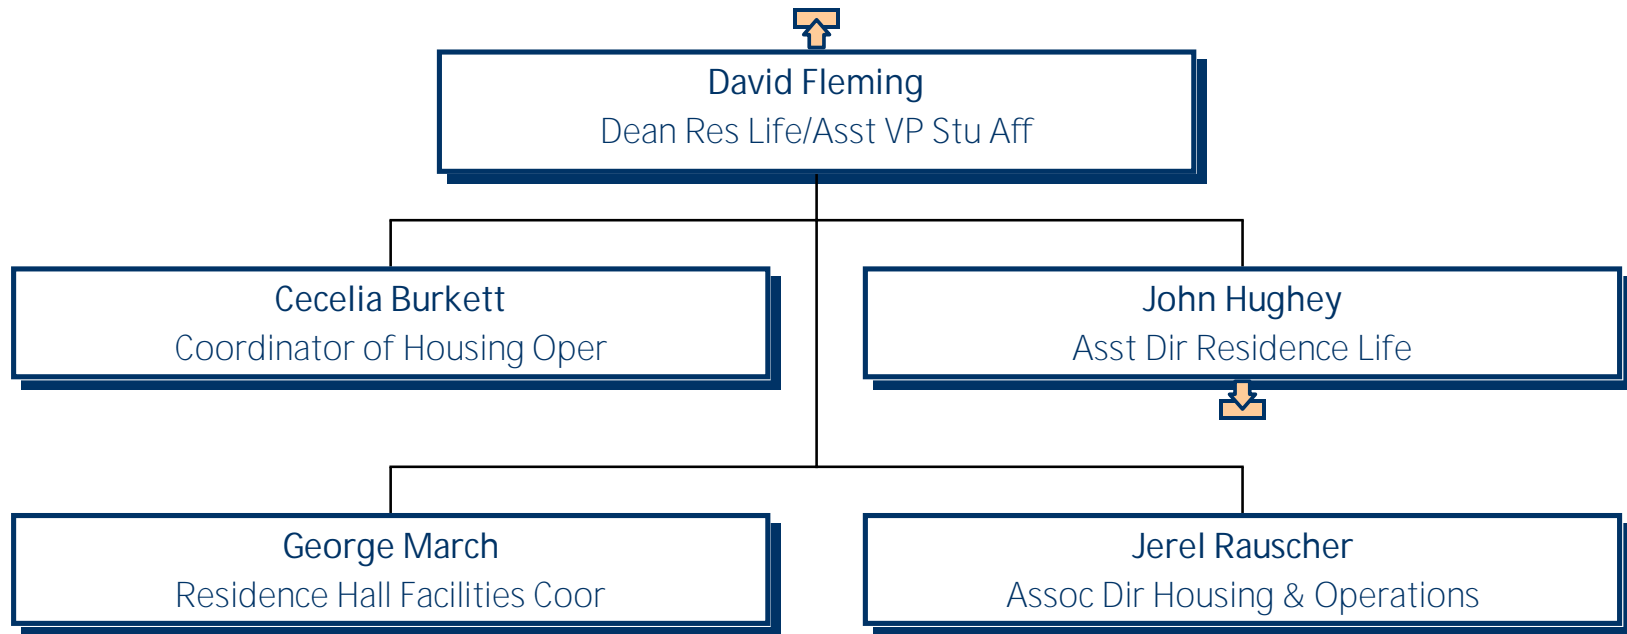 David Fleming
Dean Res Life/Asst VP Stu Aff
Cecelia Burkett
Coordinator of Housing Oper
John Hughey
Asst Dir Residence Life
George March
Residence Hall Facilities Coor
Jerel Rauscher
Assoc Dir Housing & Operations